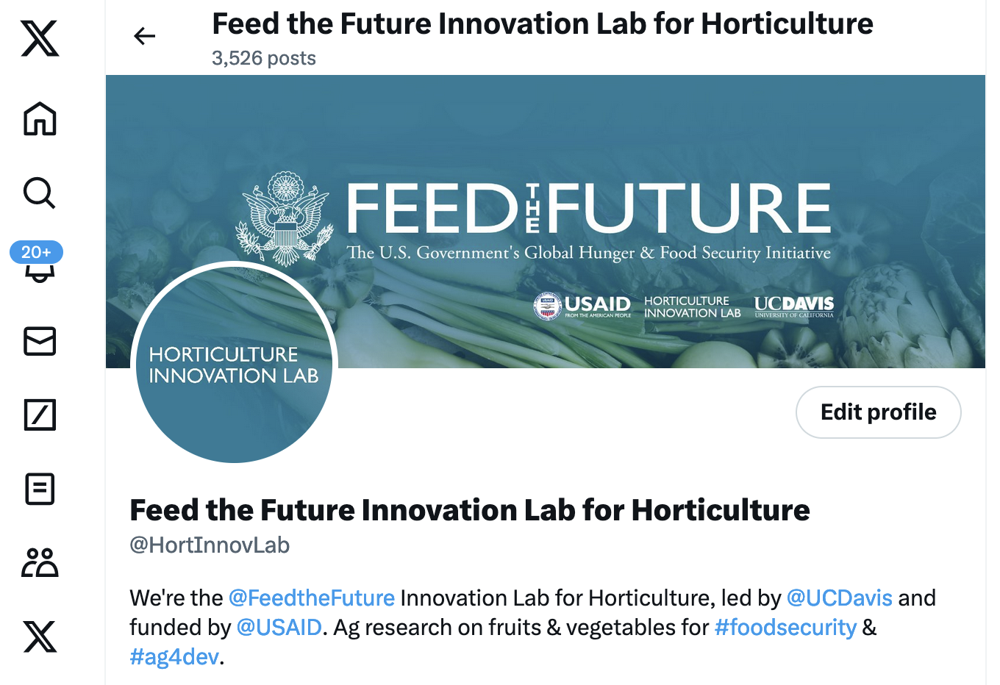 Feed the Future Innovation Lab for Horticulture
3,526 posts
FEED THE FUTURE
The U.S. Government's Global Hunger & Food Security Initiative
USAID
USAID
FROM THE AMERICAN PEOPLE
HORTICULTURE
INNOVATION LAB
UCDAVIS
UNIVERSITY OF CALIFORNIA
20+
HORTICULTURE
INNOVATION LAB
Edit profile
Feed the Future Innovation Lab for Horticulture
@HortInnovLab
We're the @FeedtheFuture Innovation Lab for Horticulture, led by @UCDavis and
funded by @USAID. Ag research on fruits & vegetables for #foodsecurity &
#ag4dev.